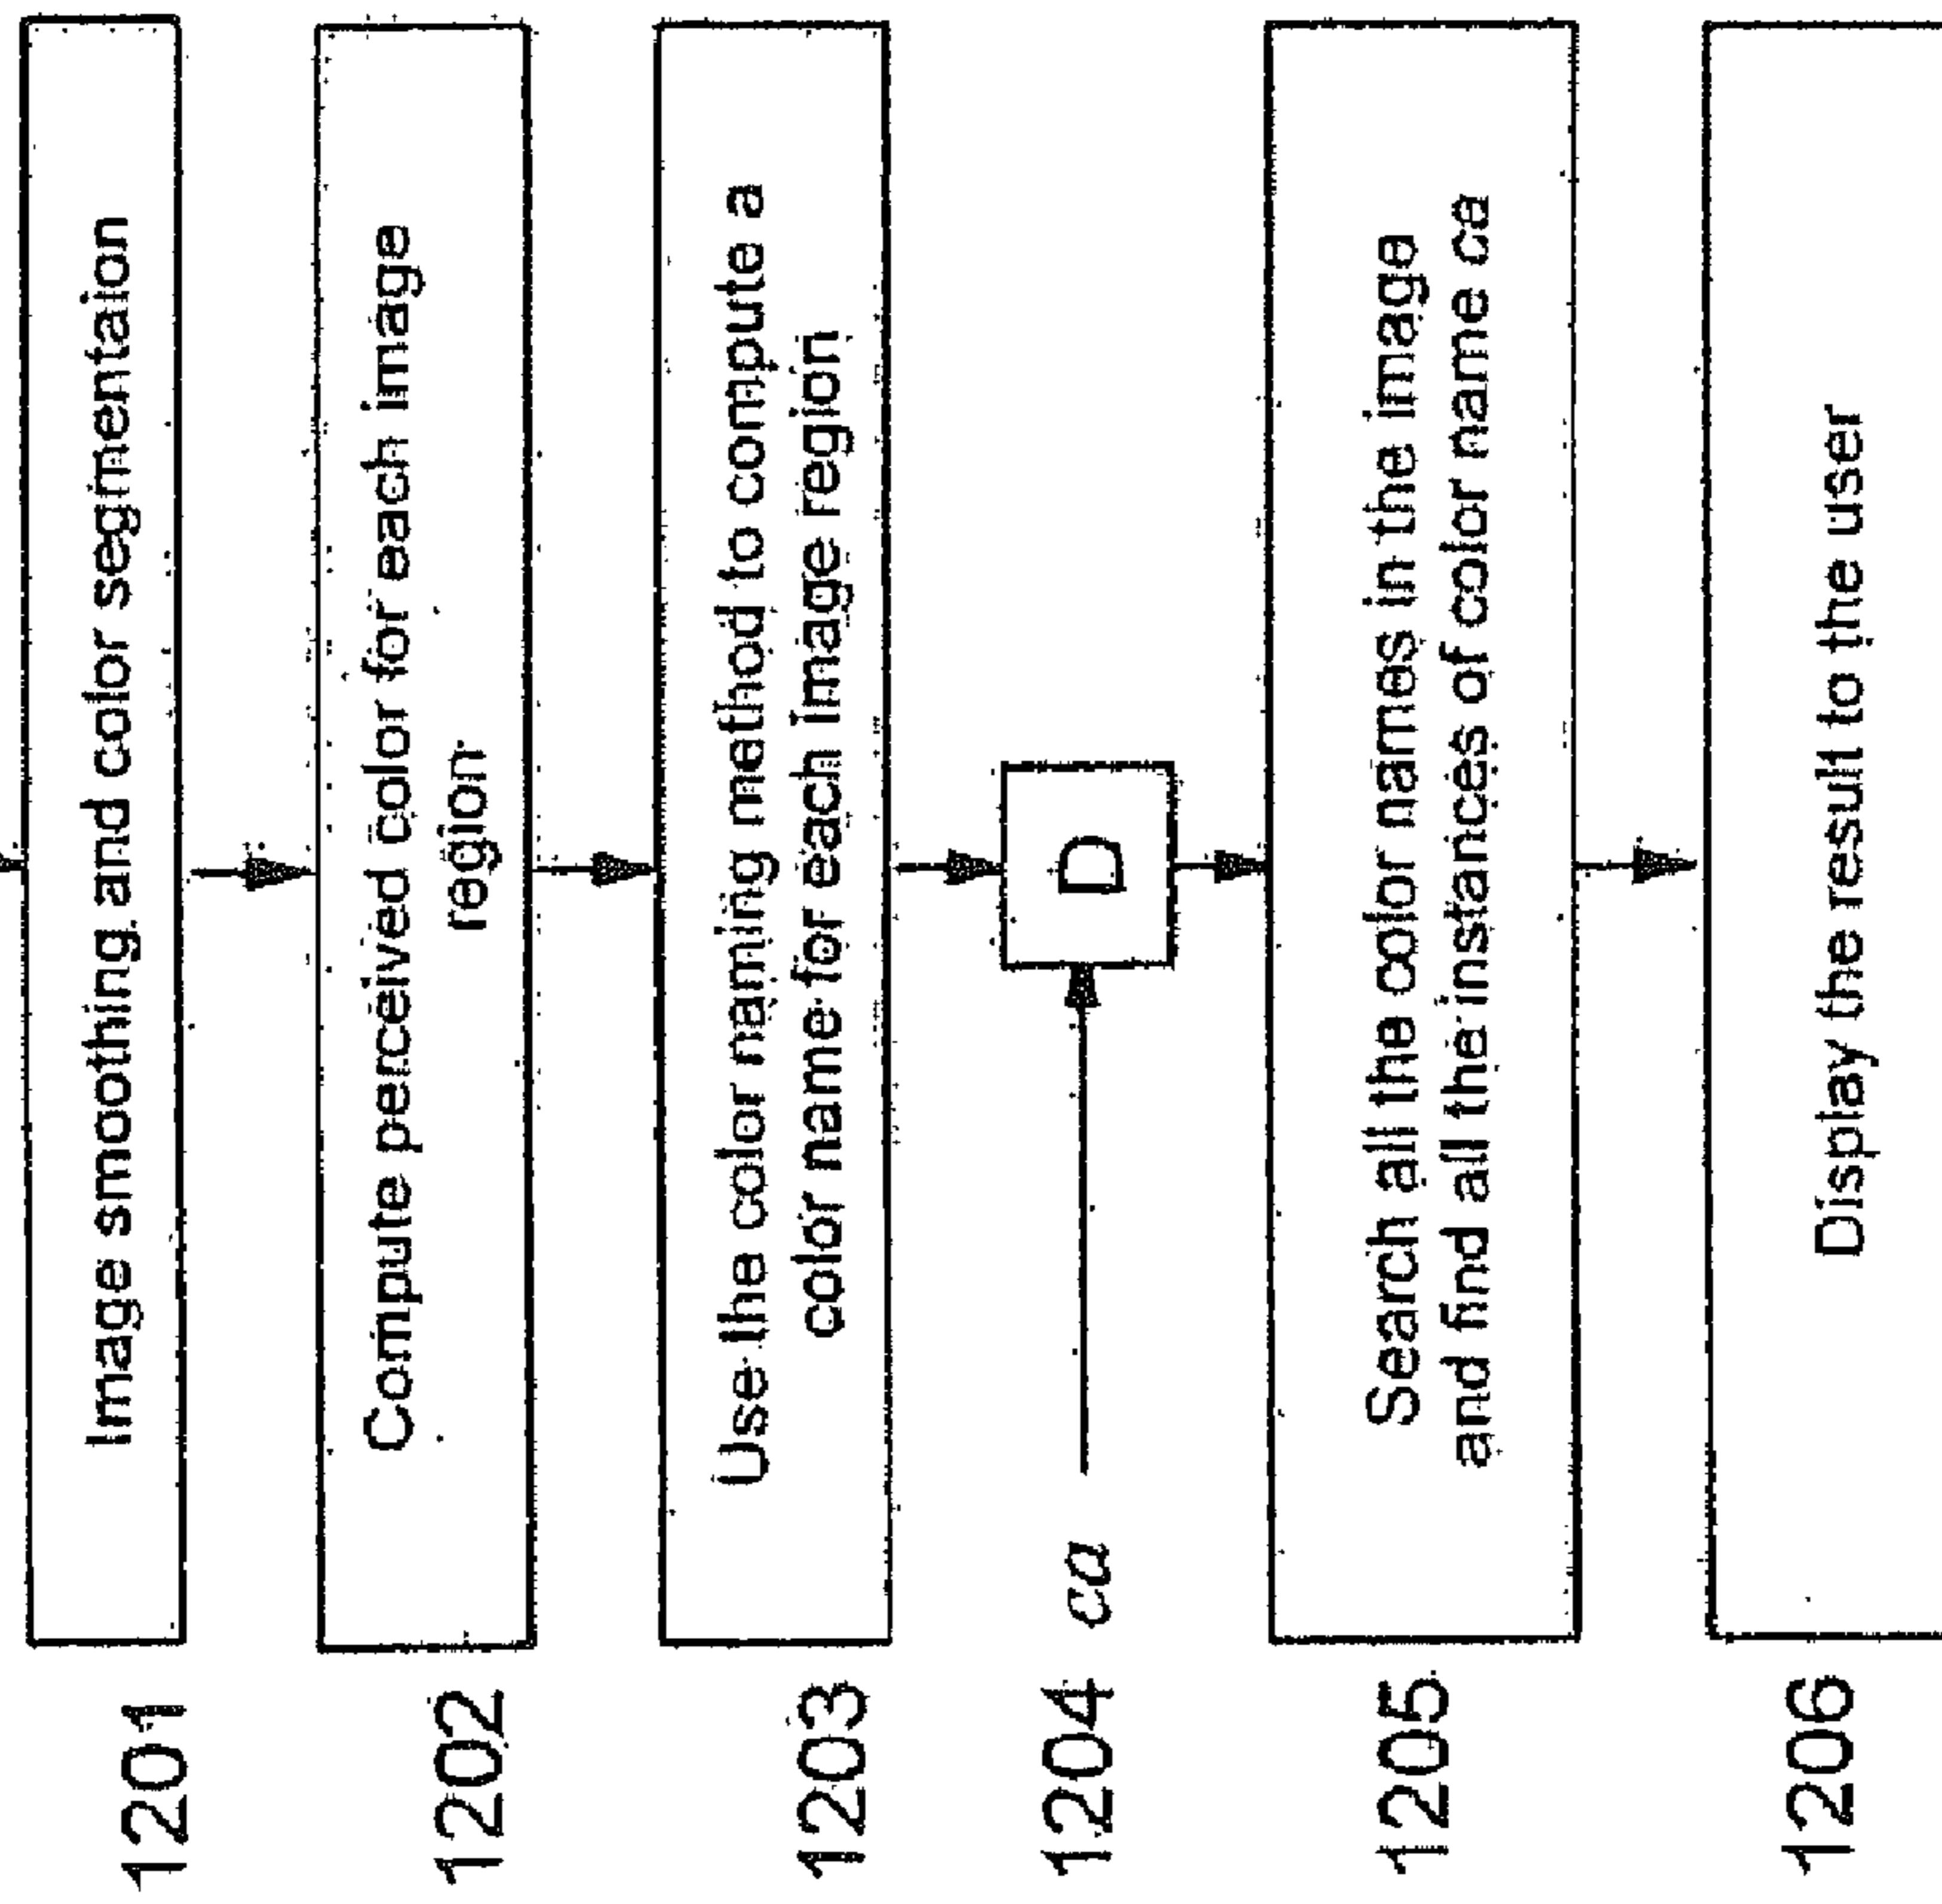 1201
Image smoothing, and color segmentaion
1202
Compute perceived color for each image
region
1203
Use the color naming method to compute a
color name for each image region
1204
ca
D
1205
Search all the color names in the image
and find all the instances of color name ca
1206
Display the result to the user